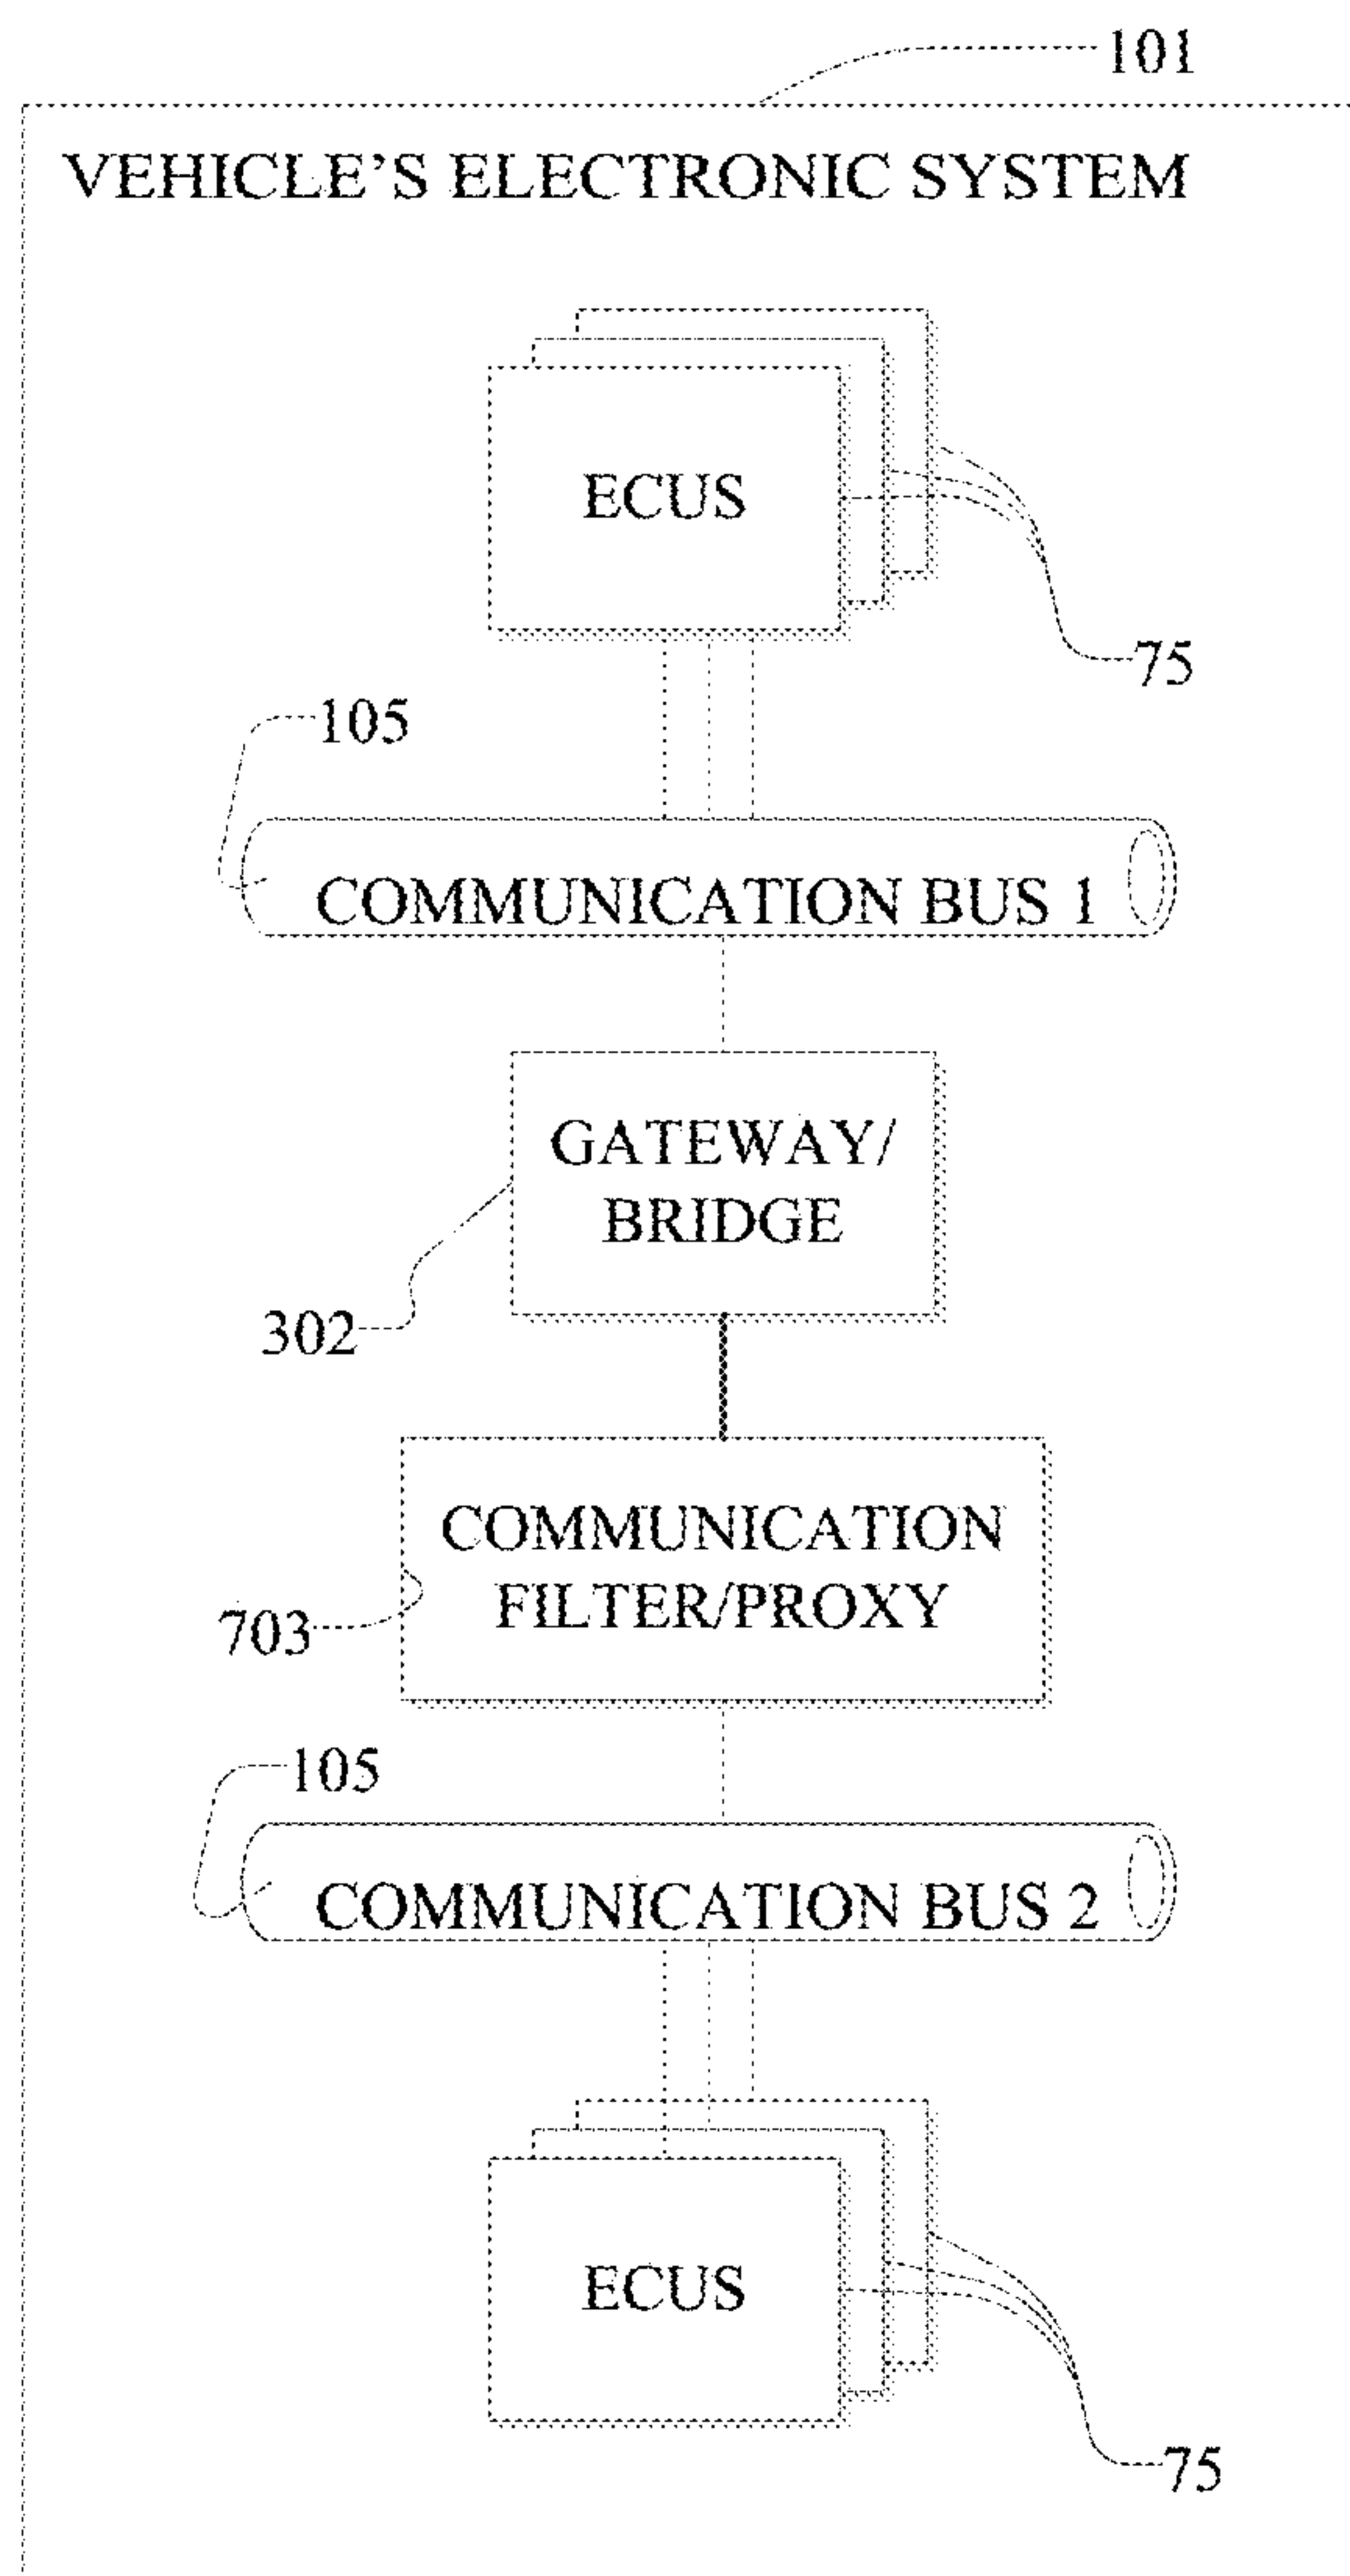 101
VEHICLE'S ELECTRONIC SYSTEM
ECUS
75
105
COMMUNICATION BUS 1
GATEWAY/
BRIDGE
302
COMMUNICATION
FILTER/PROXY
703
105
COMMUNICATION BUS 2
ECUS
75